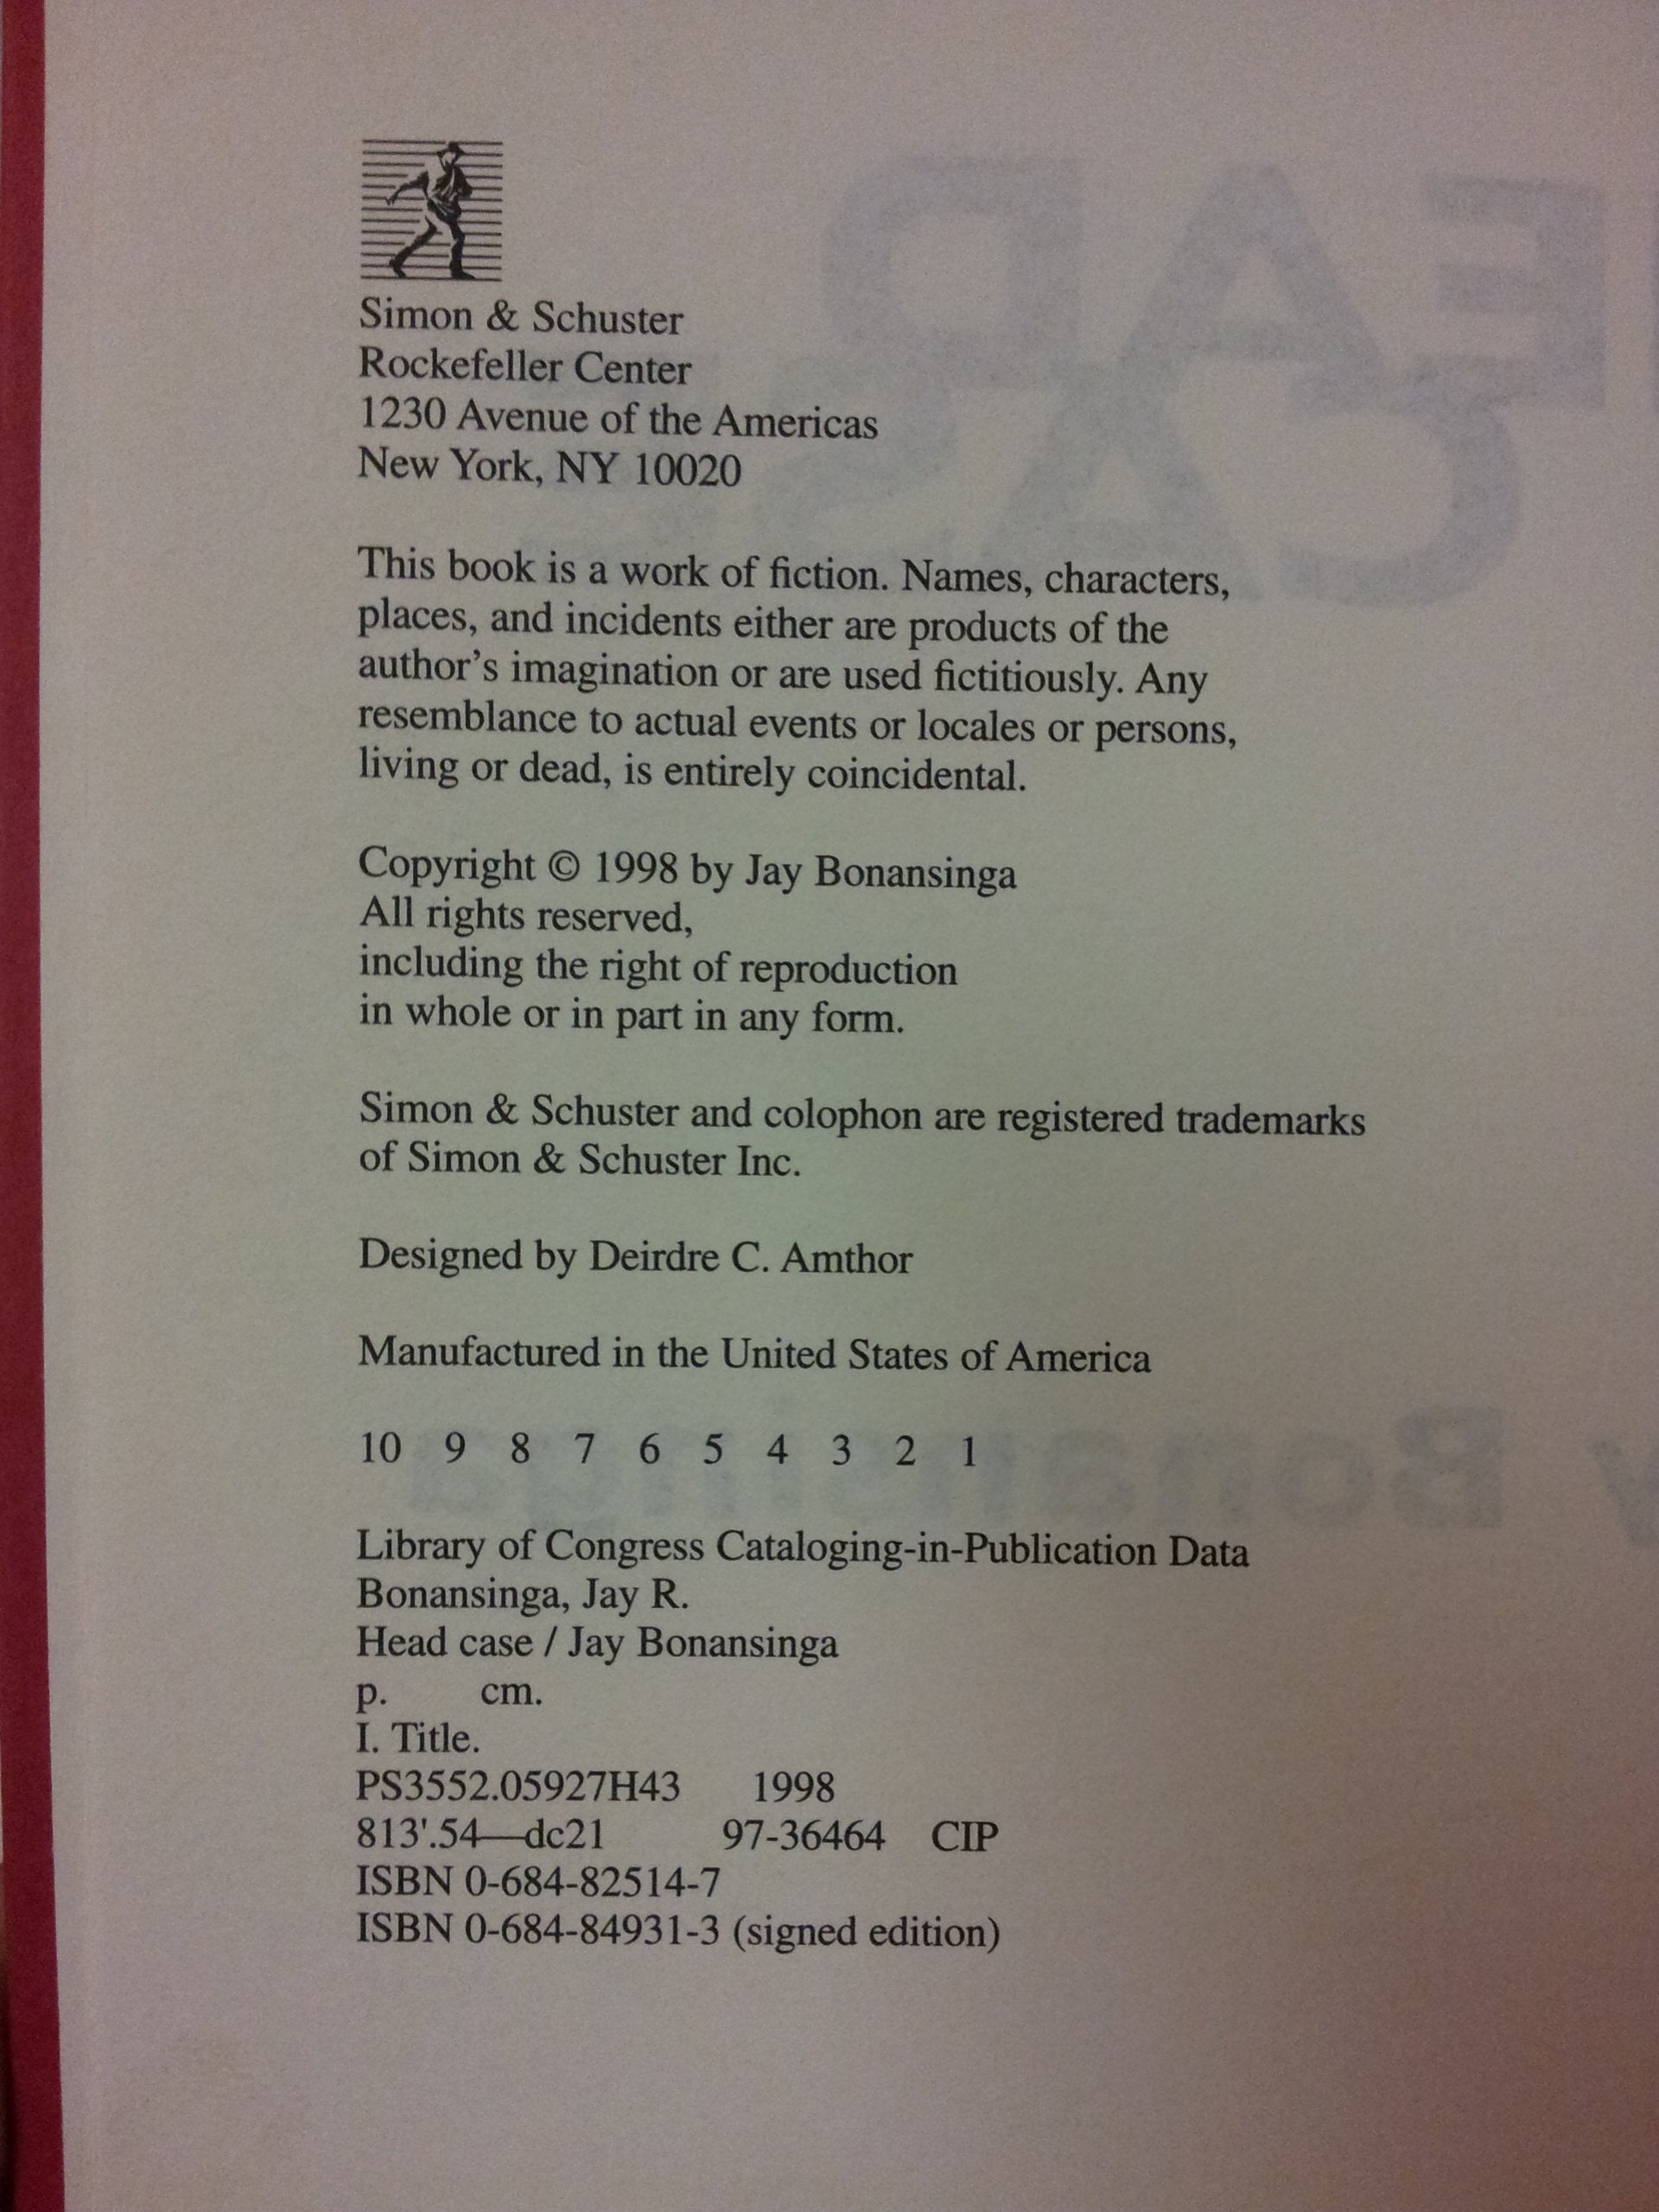 Simon & Schuster
Rockefeller Center
1230 Avenue of the Americas
New York, NY 10020
This book is a work of fiction. Names, characters,
places, and incidents either are products of the
author's imagination or are used fictitiously. Any
resemblance to actual events or locales or persons,
living or dead, is entirely coincidental.
Copyright © 1998 by Jay Bonansinga
All rights reserved,
including the right of reproduction
in whole or in part in any form.
Simon & Schuster and colophon are registered trademarks
of Simon & Schuster Inc.
Designed by Deirdre C. Amthor
Manufactured in the United States of America
10 9 8 7 6 5 4 3 2 1
Library of Congress Cataloging-in-Publication Data
Bonansinga, Jay R.
Head case / Jay Bonansinga
p. cm.
I. Title.
PS3552.05927H43 1998
813'.54—dc21 97-36464 CIP
ISBN 0-684-82514-7
ISBN 0-684-84931-3 (signed edition)